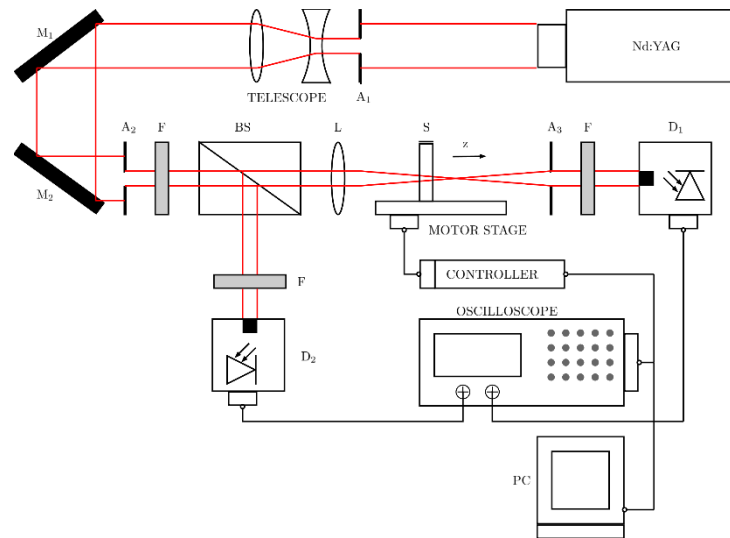 M₁
Nd:YAG
TELESCOPE
A₁
A₂
F
BS
L
S
z
A₃
F
D₁
M₂
MOTOR STAGE
F
CONTROLLER
OSCILLOSCOPE
D₂
PC